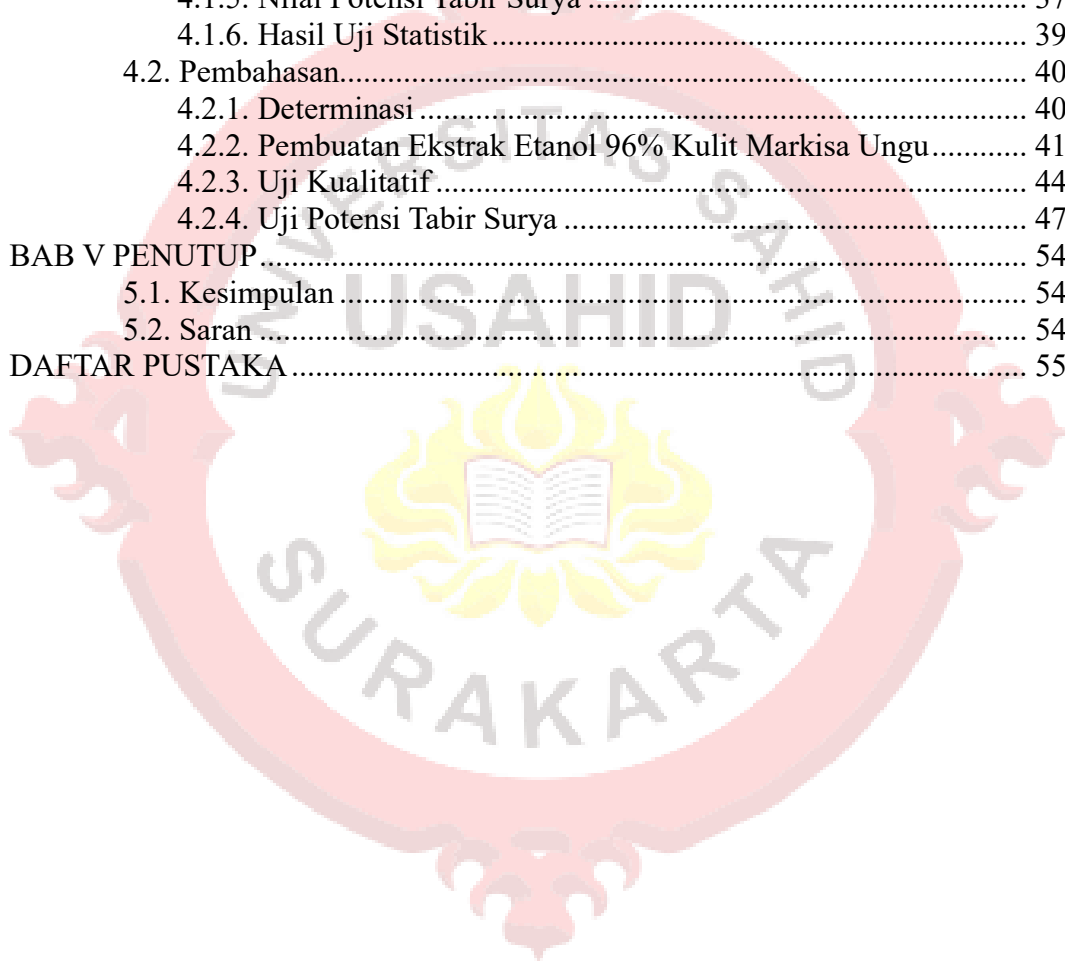 4.1.5. Nilai Potensi Tabir Surya ........ 37
4.1.6. Hasil Uji Statistik ........ 39
4.2. Pembahasan ........ 40
4.2.1. Determinasi ........ 40
4.2.2. Pembuatan Ekstrak Etanol 96% Kulit Markisa Ungu ........ 41
4.2.3. Uji Kualitatif ........ 44
4.2.4. Uji Potensi Tabir Surya ........ 47
BAB V PENUTUP ........ 54
5.1. Kesimpulan ........ 54
5.2. Saran ........ 54
DAFTAR PUSTAKA ........ 55
UNIVERSITAS SAHID
USAHID
SURAKARTA